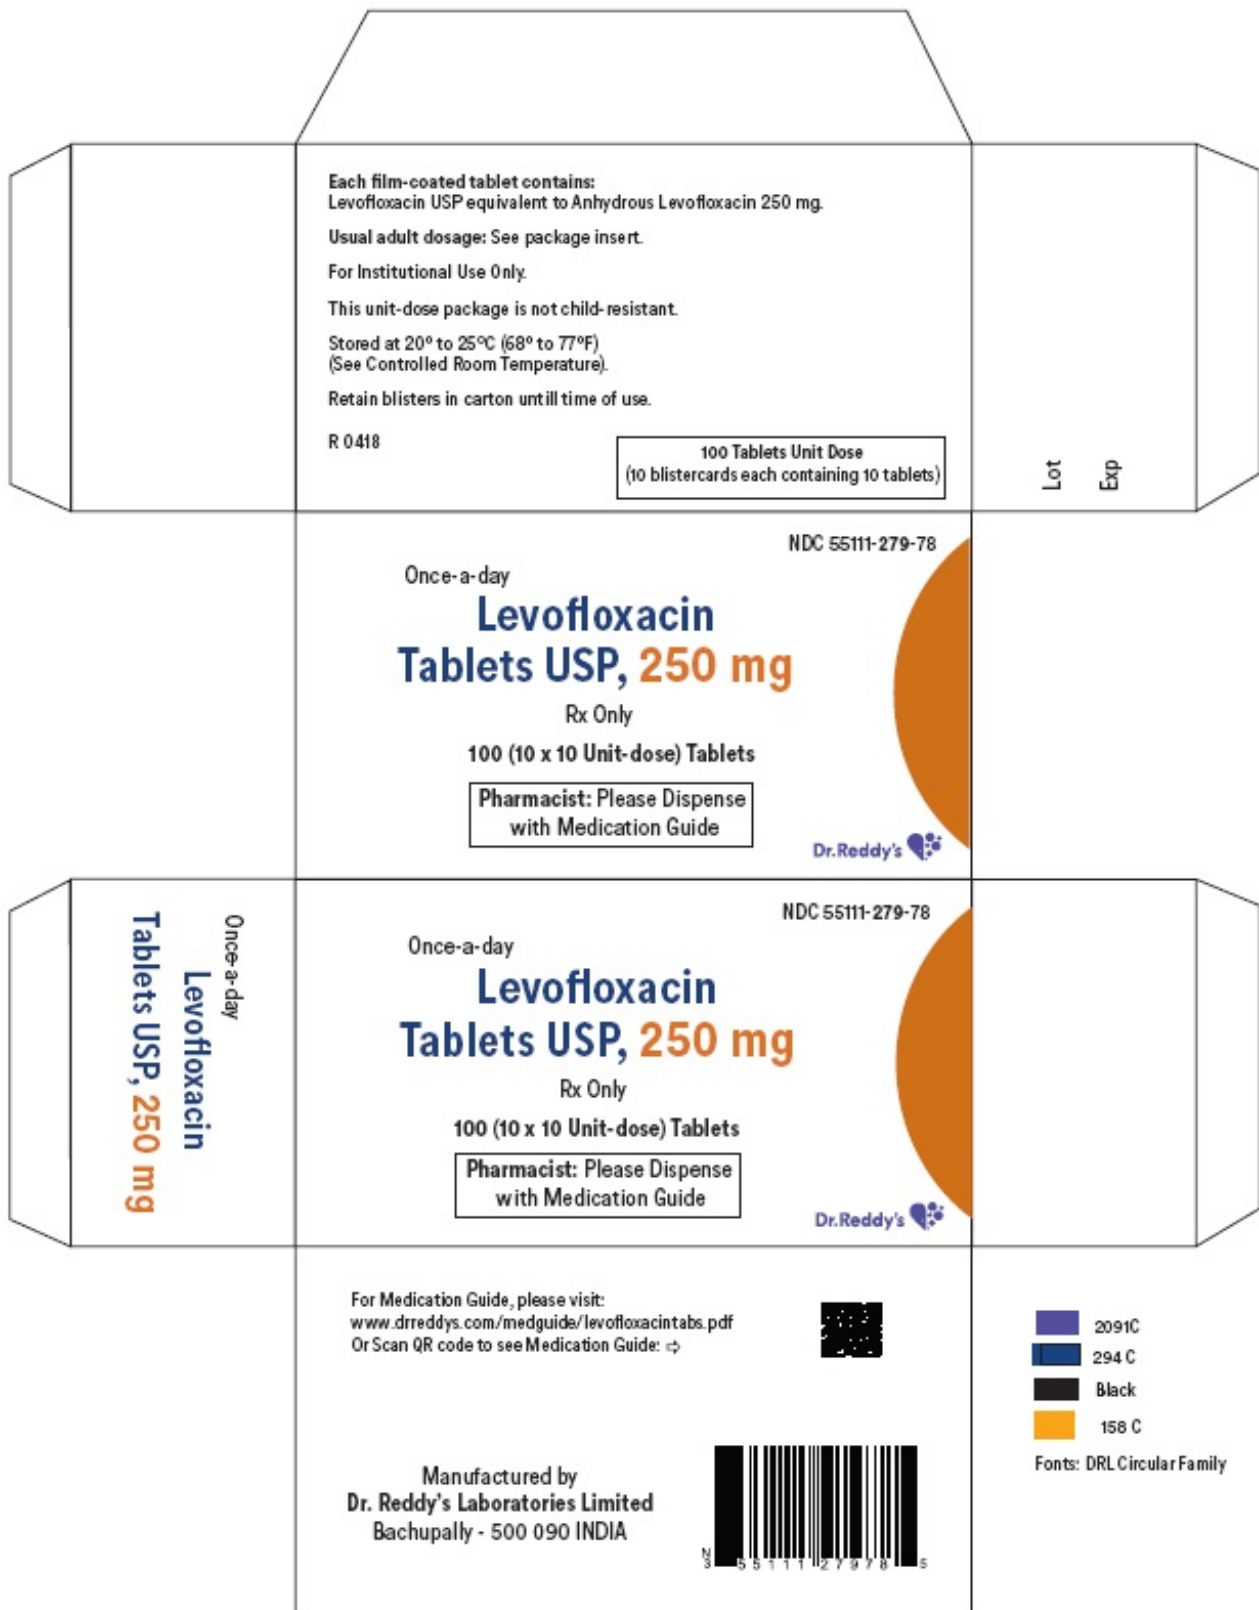 Each film-coated tablet contains:
Levofloxacin USP equivalent to Anhydrous Levofloxacin 250 mg.
Usual adult dosage: See package insert.
For Institutional Use Only.
This unit-dose package is not child-resistant.
Stored at 20° to 25°C (68° to 77°F)
(See Controlled Room Temperature).
Retain blisters in carton untill time of use.
R 0418
100 Tablets Unit Dose
(10 blistercards each containing 10 tablets)
Lot
Exp
NDC 55111-279-78
Once-a-day
Levofloxacin
Tablets USP, 250 mg
Rx Only
100 (10 x 10 Unit-dose) Tablets
Pharmacist: Please Dispense
with Medication Guide
Dr.Reddy's
Once-a-day
Levofloxacin
Tablets USP, 250 mg
NDC 55111-279-78
Once-a-day
Levofloxacin
Tablets USP, 250 mg
Rx Only
100 (10 x 10 Unit-dose) Tablets
Pharmacist: Please Dispense
with Medication Guide
Dr.Reddy's
For Medication Guide, please visit:
www.drreddys.com/medguide/levofloxacintabs.pdf
Or Scan QR code to see Medication Guide: ⇨
2091C
294 C
Black
158 C
Fonts: DRL Circular Family
Manufactured by
Dr. Reddy's Laboratories Limited
Bachupally - 500 090 INDIA
N
3 55111 27978 5